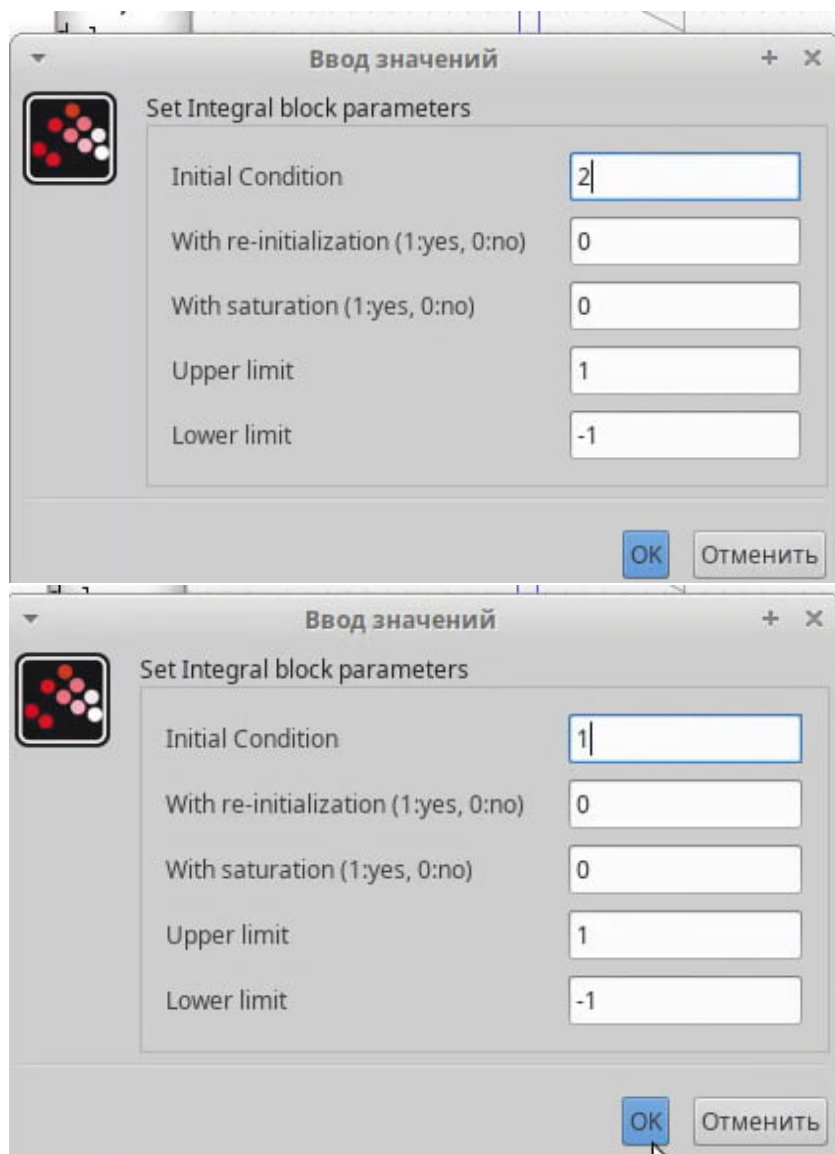 Ввод значений
Set Integral block parameters
Initial Condition 2
With re-initialization (1:yes, 0:no) 0
With saturation (1:yes, 0:no) 0
Upper limit 1
Lower limit -1
OK Отменить
Ввод значений
Set Integral block parameters
Initial Condition 1
With re-initialization (1:yes, 0:no) 0
With saturation (1:yes, 0:no) 0
Upper limit 1
Lower limit -1
OK Отменить